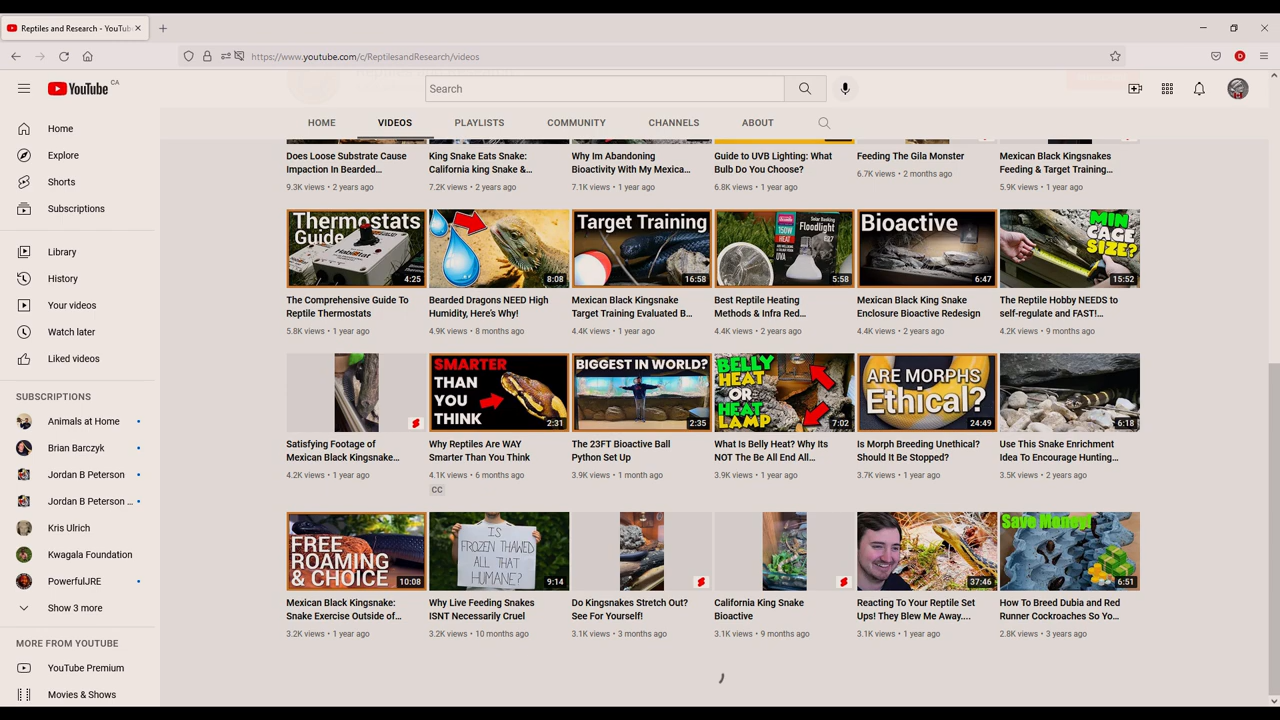 Reptiles and Research - YouTub
https://www.youtube.com/c/ReptilesandResearch/videos
YouTube CA
Search
HOME VIDEOS PLAYLISTS COMMUNITY CHANNELS ABOUT
Home
Explore
Shorts
Subscriptions
Library
History
Your videos
Watch later
Liked videos
SUBSCRIPTIONS
Animals at Home
Brian Barczyk
Jordan B Peterson
Jordan B Peterson ...
Kris Ulrich
Kwagala Foundation
PowerfulJRE
Show 3 more
MORE FROM YOUTUBE
YouTube Premium
Movies & Shows
Does Loose Substrate Cause
Impaction In Bearded...
9.3K views • 2 years ago
King Snake Eats Snake:
California king Snake &...
7.2K views • 2 years ago
Why Im Abandoning
Bioactivity With My Mexica...
7.1K views • 1 year ago
Guide to UVB Lighting: What
Bulb Do You Choose?
6.8K views • 1 year ago
Feeding The Gila Monster
6.7K views • 2 months ago
Mexican Black Kingsnakes
Feeding & Target Training...
5.9K views • 1 year ago
Thermostats
Guide
4:25
The Comprehensive Guide To
Reptile Thermostats
5.8K views • 1 year ago
8:08
Bearded Dragons NEED High
Humidity, Here's Why!
4.9K views • 8 months ago
Target Training
16:58
Mexican Black Kingsnake
Target Training Evaluated B...
4.4K views • 1 year ago
150W
HEAT
Floodlight
E27
5:58
Best Reptile Heating
Methods & Infra Red...
4.4K views • 2 years ago
Bioactive
6:47
Mexican Black King Snake
Enclosure Bioactive Redesign
4.4K views • 2 years ago
MIN
CAGE
SIZE?
15:52
The Reptile Hobby NEEDS to
self-regulate and FAST!...
4.2K views • 9 months ago
Satisfying Footage of
Mexican Black Kingsnake...
4.2K views • 1 year ago
SMARTER
THAN
YOU
THINK
2:31
Why Reptiles Are WAY
Smarter Than You Think
4.1K views • 6 months ago
CC
BIGGEST IN WORLD?
2:35
The 23FT Bioactive Ball
Python Set Up
3.9K views • 1 month ago
BELLY
HEAT
OR
HEAT
LAMP
7:02
What Is Belly Heat? Why Its
NOT The Be All End All...
3.9K views • 1 year ago
ARE MORPHS
Ethical?
24:49
Is Morph Breeding Unethical?
Should It Be Stopped?
3.7K views • 1 year ago
6:18
Use This Snake Enrichment
Idea To Encourage Hunting...
3.5K views • 2 years ago
FREE
ROAMING
& CHOICE
10:08
Mexican Black Kingsnake:
Snake Exercise Outside of...
3.2K views • 1 year ago
IS
FROZEN THAWED
ALL THAT
HUMANE?
9:14
Why Live Feeding Snakes
ISNT Necessarily Cruel
3.2K views • 10 months ago
Do Kingsnakes Stretch Out?
See For Yourself!
3.1K views • 3 months ago
California King Snake
Bioactive
3.1K views • 9 months ago
37:46
Reacting To Your Reptile Set
Ups! They Blew Me Away....
3.1K views • 1 year ago
Save Money!
6:51
How To Breed Dubia and Red
Runner Cockroaches So Yo...
2.8K views • 3 years ago